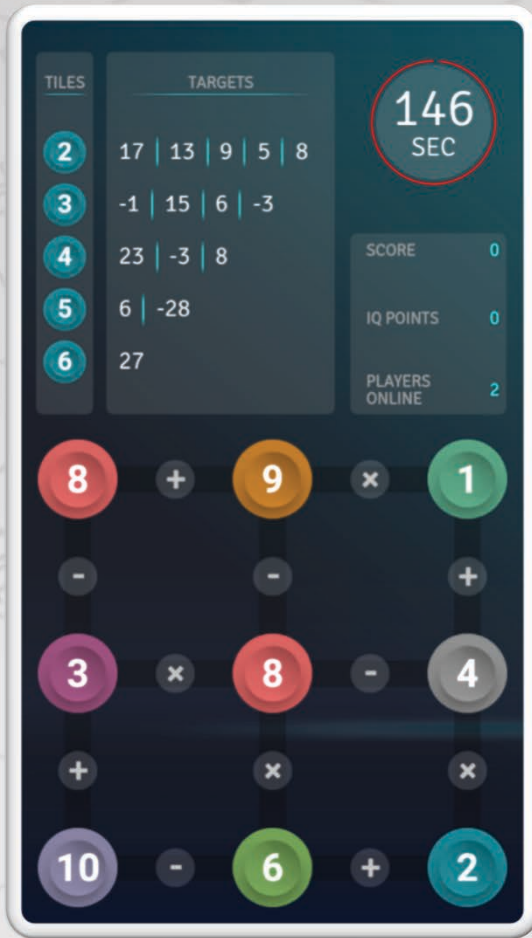 TILES
TARGETS
146
SEC
2
17 | 13 | 9 | 5 | 8
3
-1 | 15 | 6 | -3
4
23 | -3 | 8
5
6 | -28
6
27
SCORE 0
IQ POINTS 0
PLAYERS
ONLINE 2
8 + 9 × 1
- - +
3 × 8 - 4
+ × ×
10 - 6 + 2